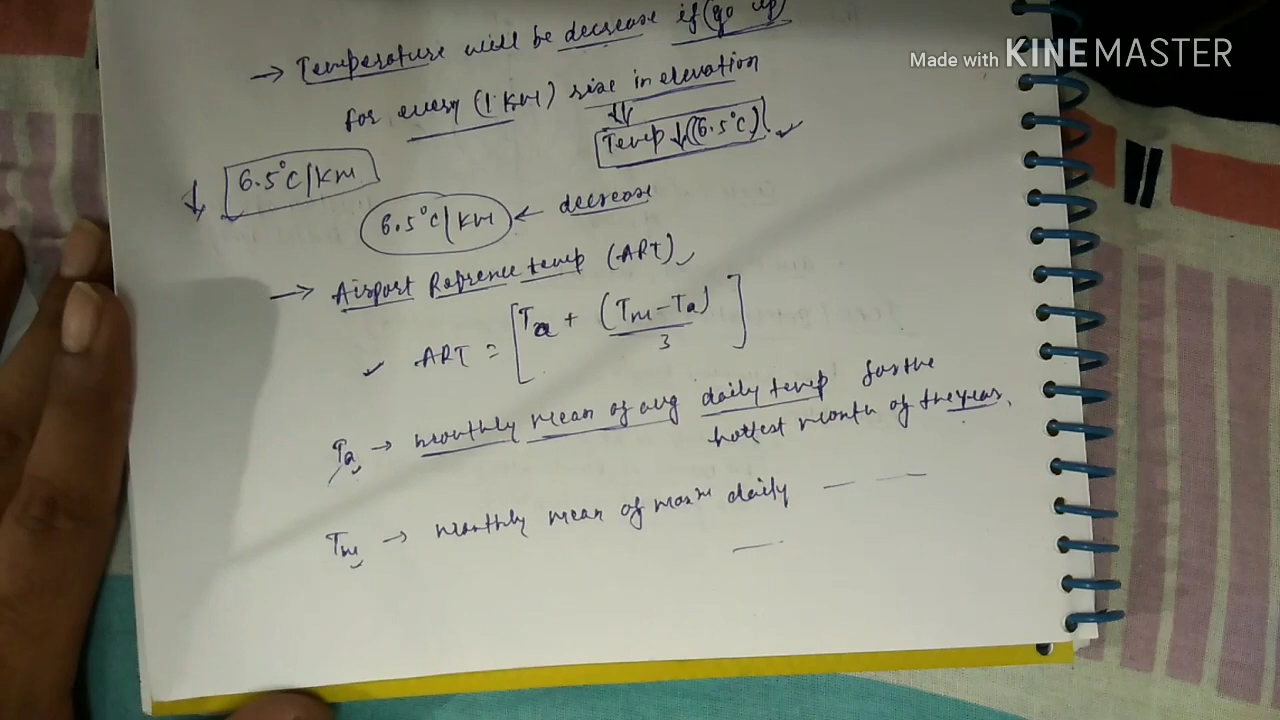 Made with KINEMASTER
→ Temperature will be decrease if (go up)
for every (1 KM) rise in elevation
⇓
Temp ↓ (6.5°C). ✓
↓ 6.5°C/KM
6.5°C/KM ← decrease
→ Airport Refrence temp (ART) ✓
✓ ART = [Ta + (Tm - Ta)/3]
Ta → monthly mean of avg daily temp for the
hottest month of the year.
Tm → monthly mean of maxm daily — —
—